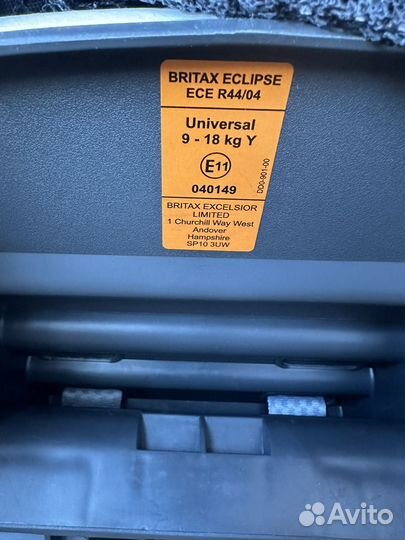 BRITAX ECLIPSE
ECE R44/04
Universal
9 - 18 kg Y
E11
040149
DD0-901-00
BRITAX EXCELSIOR
LIMITED
1 Churchill Way West
Andover
Hampshire
SP10 3UW
Avito